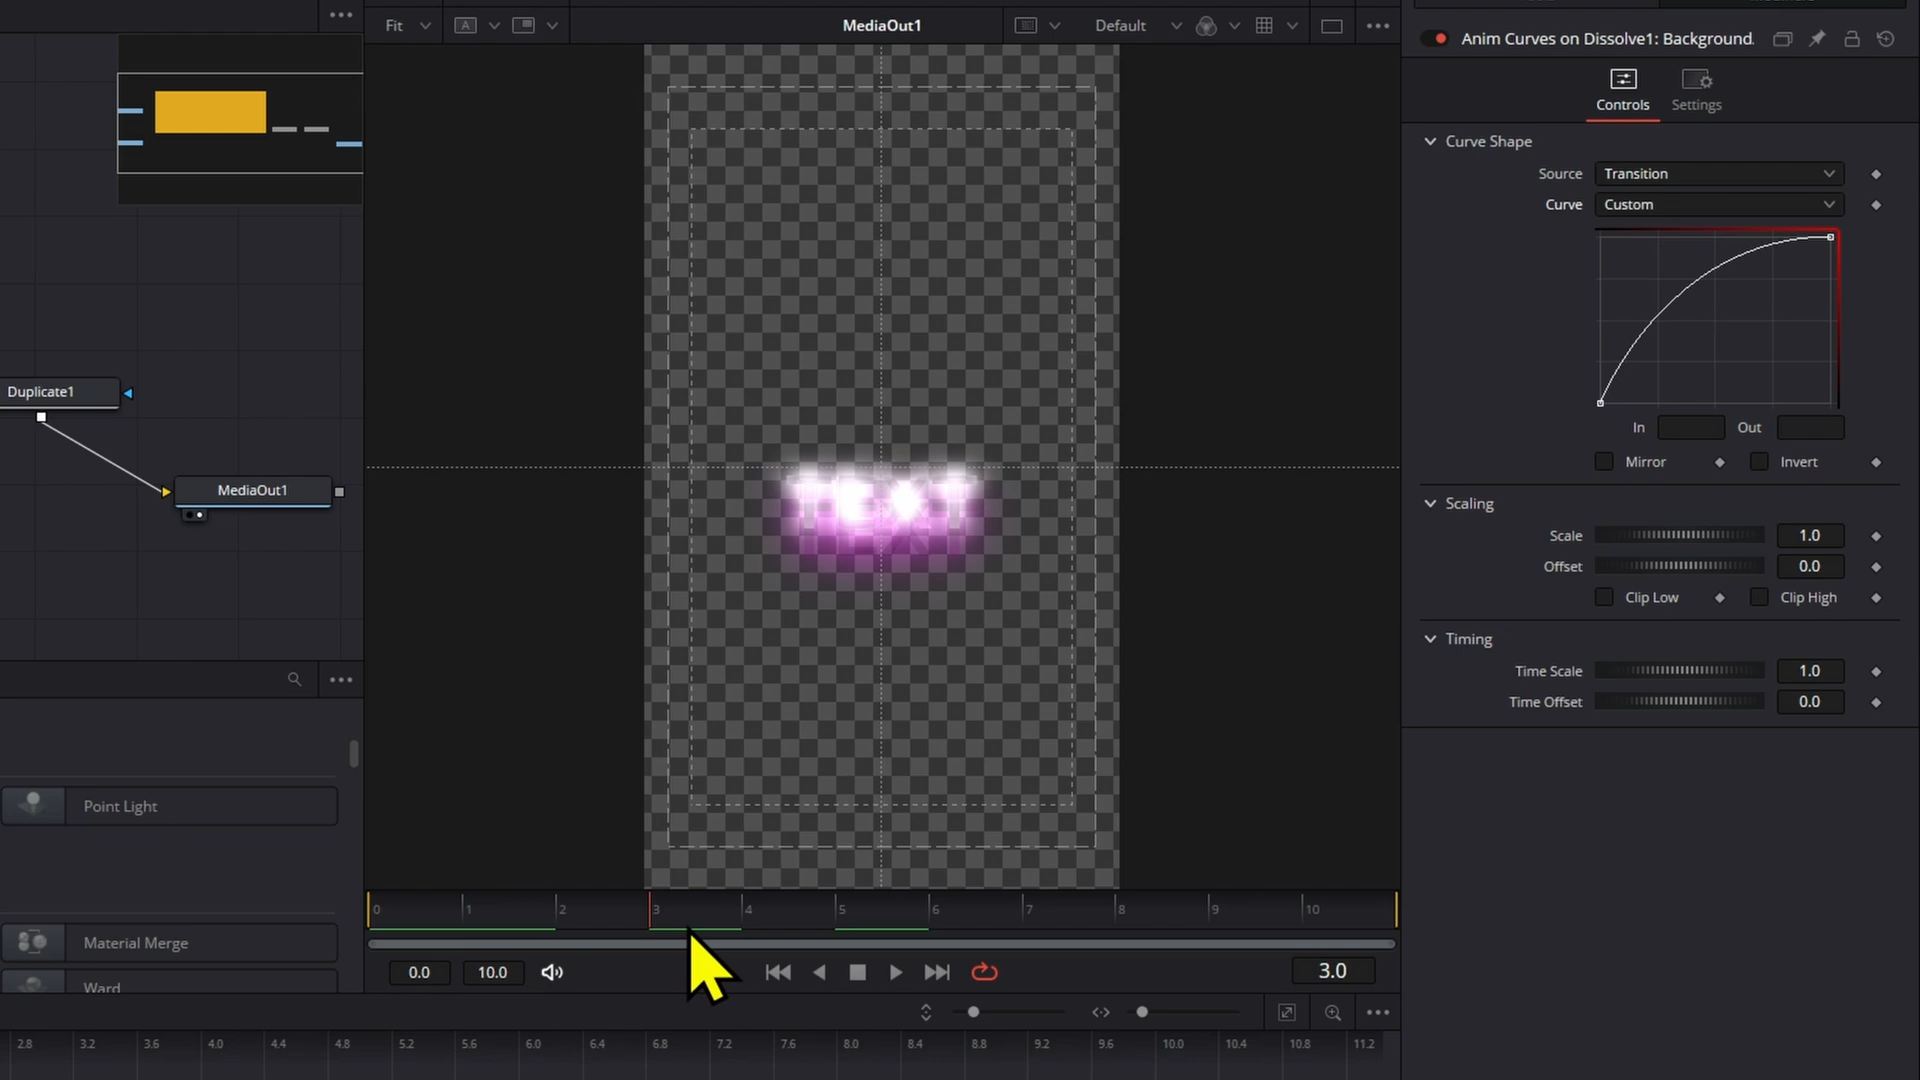 Fit
A
MediaOut1
Default
Anim Curves on Dissolve1: Background.
Controls
Settings
Curve Shape
Source
Transition
Curve
Custom
In
Out
Mirror
Invert
Scaling
Scale
1.0
Offset
0.0
Clip Low
Clip High
Timing
Time Scale
1.0
Time Offset
0.0
Duplicate1
MediaOut1
Point Light
Material Merge
Ward
0 1 2 3 4 5 6 7 8 9 10
0.0
10.0
3.0
2.8 3.2 3.6 4.0 4.4 4.8 5.2 5.6 6.0 6.4 6.8 7.2 7.6 8.0 8.4 8.8 9.2 9.6 10.0 10.4 10.8 11.2